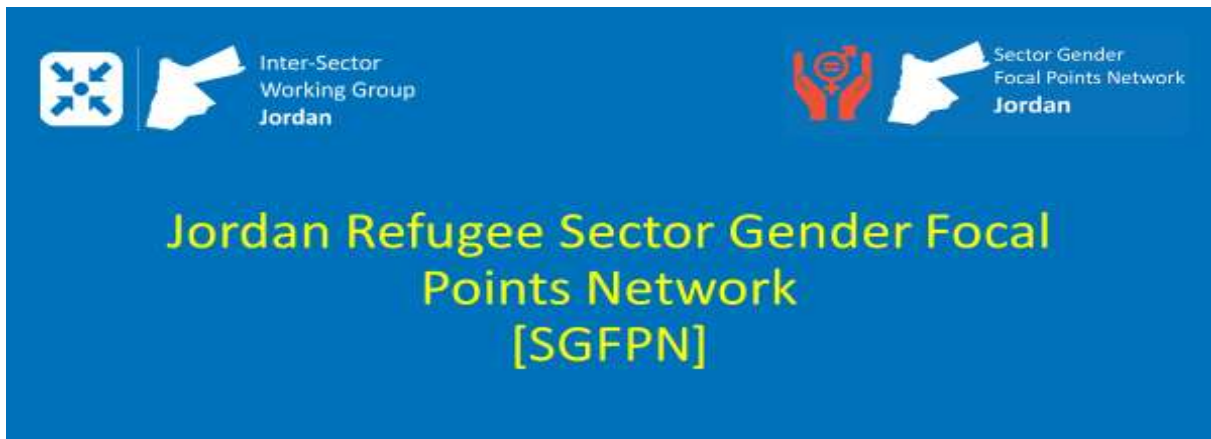 Inter-Sector
Working Group
Jordan
Sector Gender
Focal Points Network
Jordan
Jordan Refugee Sector Gender Focal
Points Network
[SGFPN]